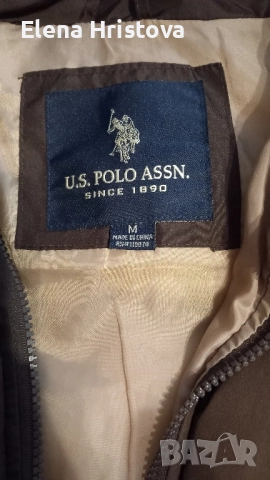 Elena Hristova
U.S. POLO ASSN.
SINCE 1890
M
MADE IN CHINA
BAZAR